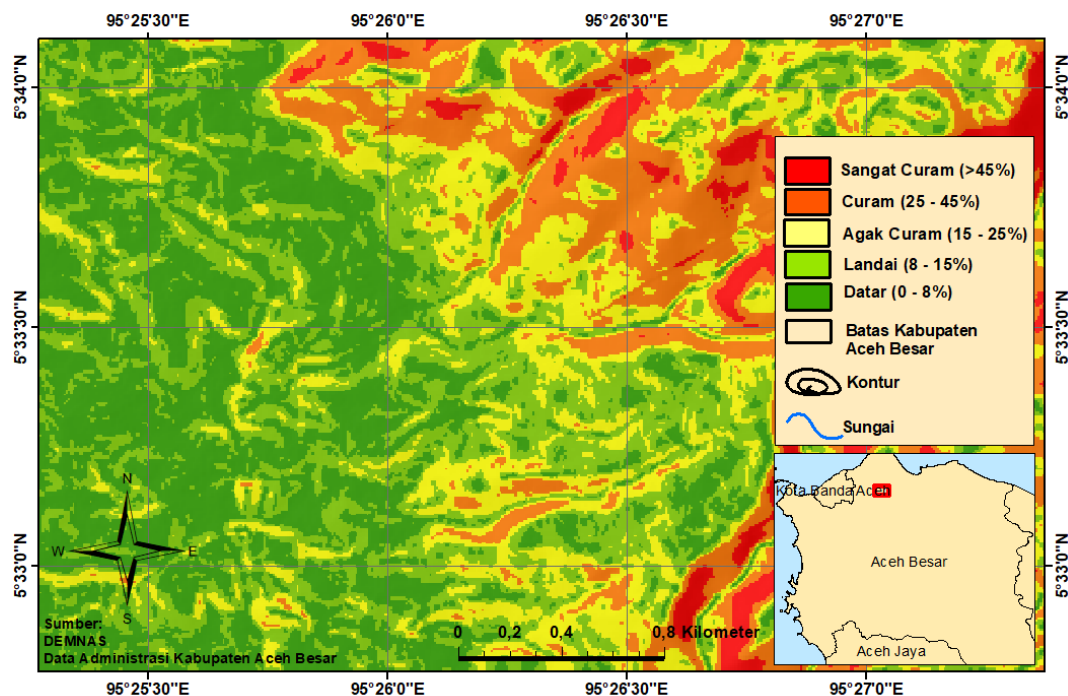 95°25'30"E 95°26'0"E 95°26'30"E 95°27'0"E
5°34'0"N
5°33'30"N
5°33'0"N
5°34'0"N
5°33'30"N
5°33'0"N
Sangat Curam (>45%)
Curam (25 - 45%)
Agak Curam (15 - 25%)
Landai (8 - 15%)
Datar (0 - 8%)
Batas Kabupaten
Aceh Besar
Kontur
Sungai
Kota Banda Aceh
Aceh Besar
Aceh Jaya
N
W E
S
Sumber:
DEMNAS
Data Administrasi Kabupaten Aceh Besar
0 0,2 0,4 0,8 Kilometer
95°25'30"E 95°26'0"E 95°26'30"E 95°27'0"E